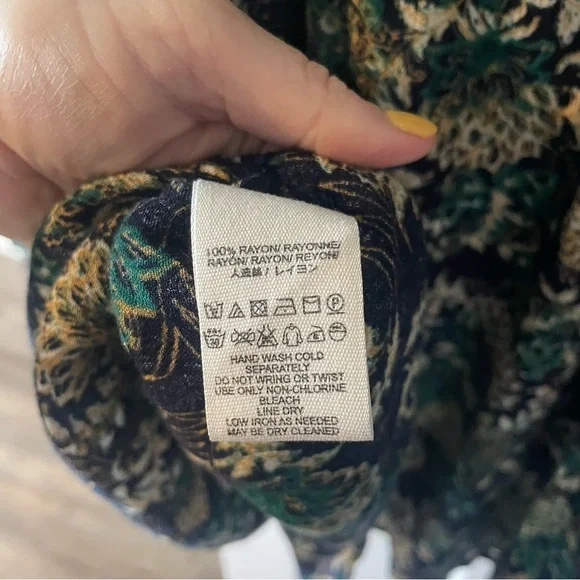 100% RAYON/ RAYONNE/
RAYÓN/ RAYON/ REYON/
人造絲/ レイヨン
HAND WASH COLD
SEPARATELY
DO NOT WRING OR TWIST
USE ONLY NON-CHLORINE
BLEACH
LINE DRY
LOW IRON AS NEEDED
MAY BE DRY CLEANED